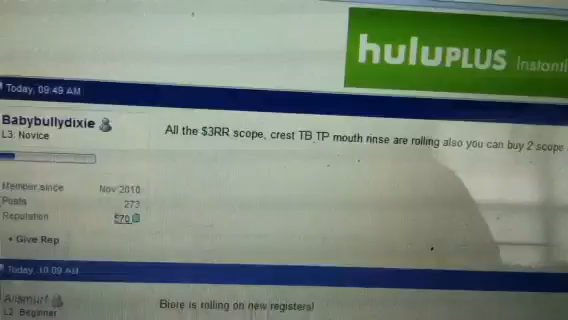 huluPLUS Instantl
Today, 09:49 AM
Babybullydixie
L3: Novice
All the $3RR scope, crest TB TP mouth rinse are rolling also you can buy 2 scope
Member since Nov 2010
Posts 273
Reputation 570
• Give Rep
Today, 10:09 AM
L2: Beginner
Biore is rolling on new registers!